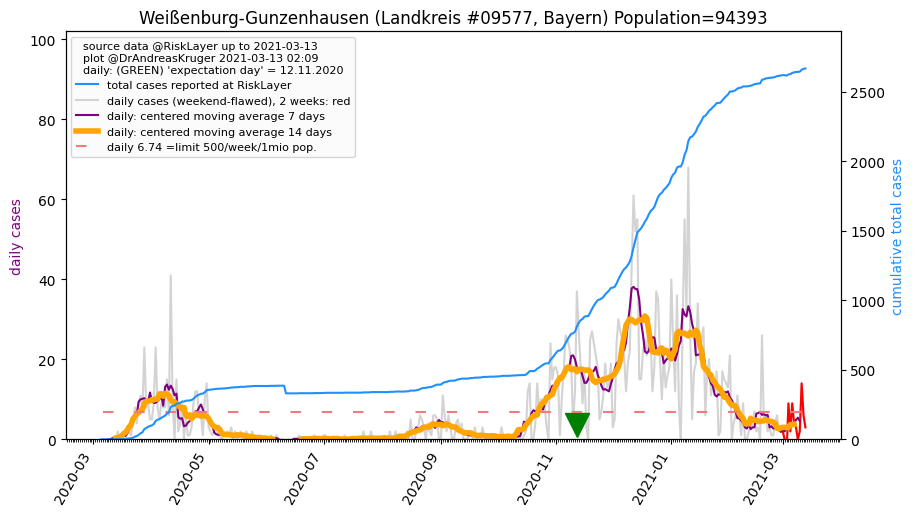 Weißenburg-Gunzenhausen (Landkreis #09577, Bayern) Population=94393
source data @RiskLayer up to 2021-03-13
plot @DrAndreasKruger 2021-03-13 02:09
daily: (GREEN) 'expectation day' = 12.11.2020
total cases reported at RiskLayer
daily cases (weekend-flawed), 2 weeks: red
daily: centered moving average 7 days
daily: centered moving average 14 days
daily 6.74 =limit 500/week/1mio pop.
daily cases
100
80
60
40
20
0
cumulative total cases
2500
2000
1500
1000
500
0
2020-03
2020-05
2020-07
2020-09
2020-11
2021-01
2021-03